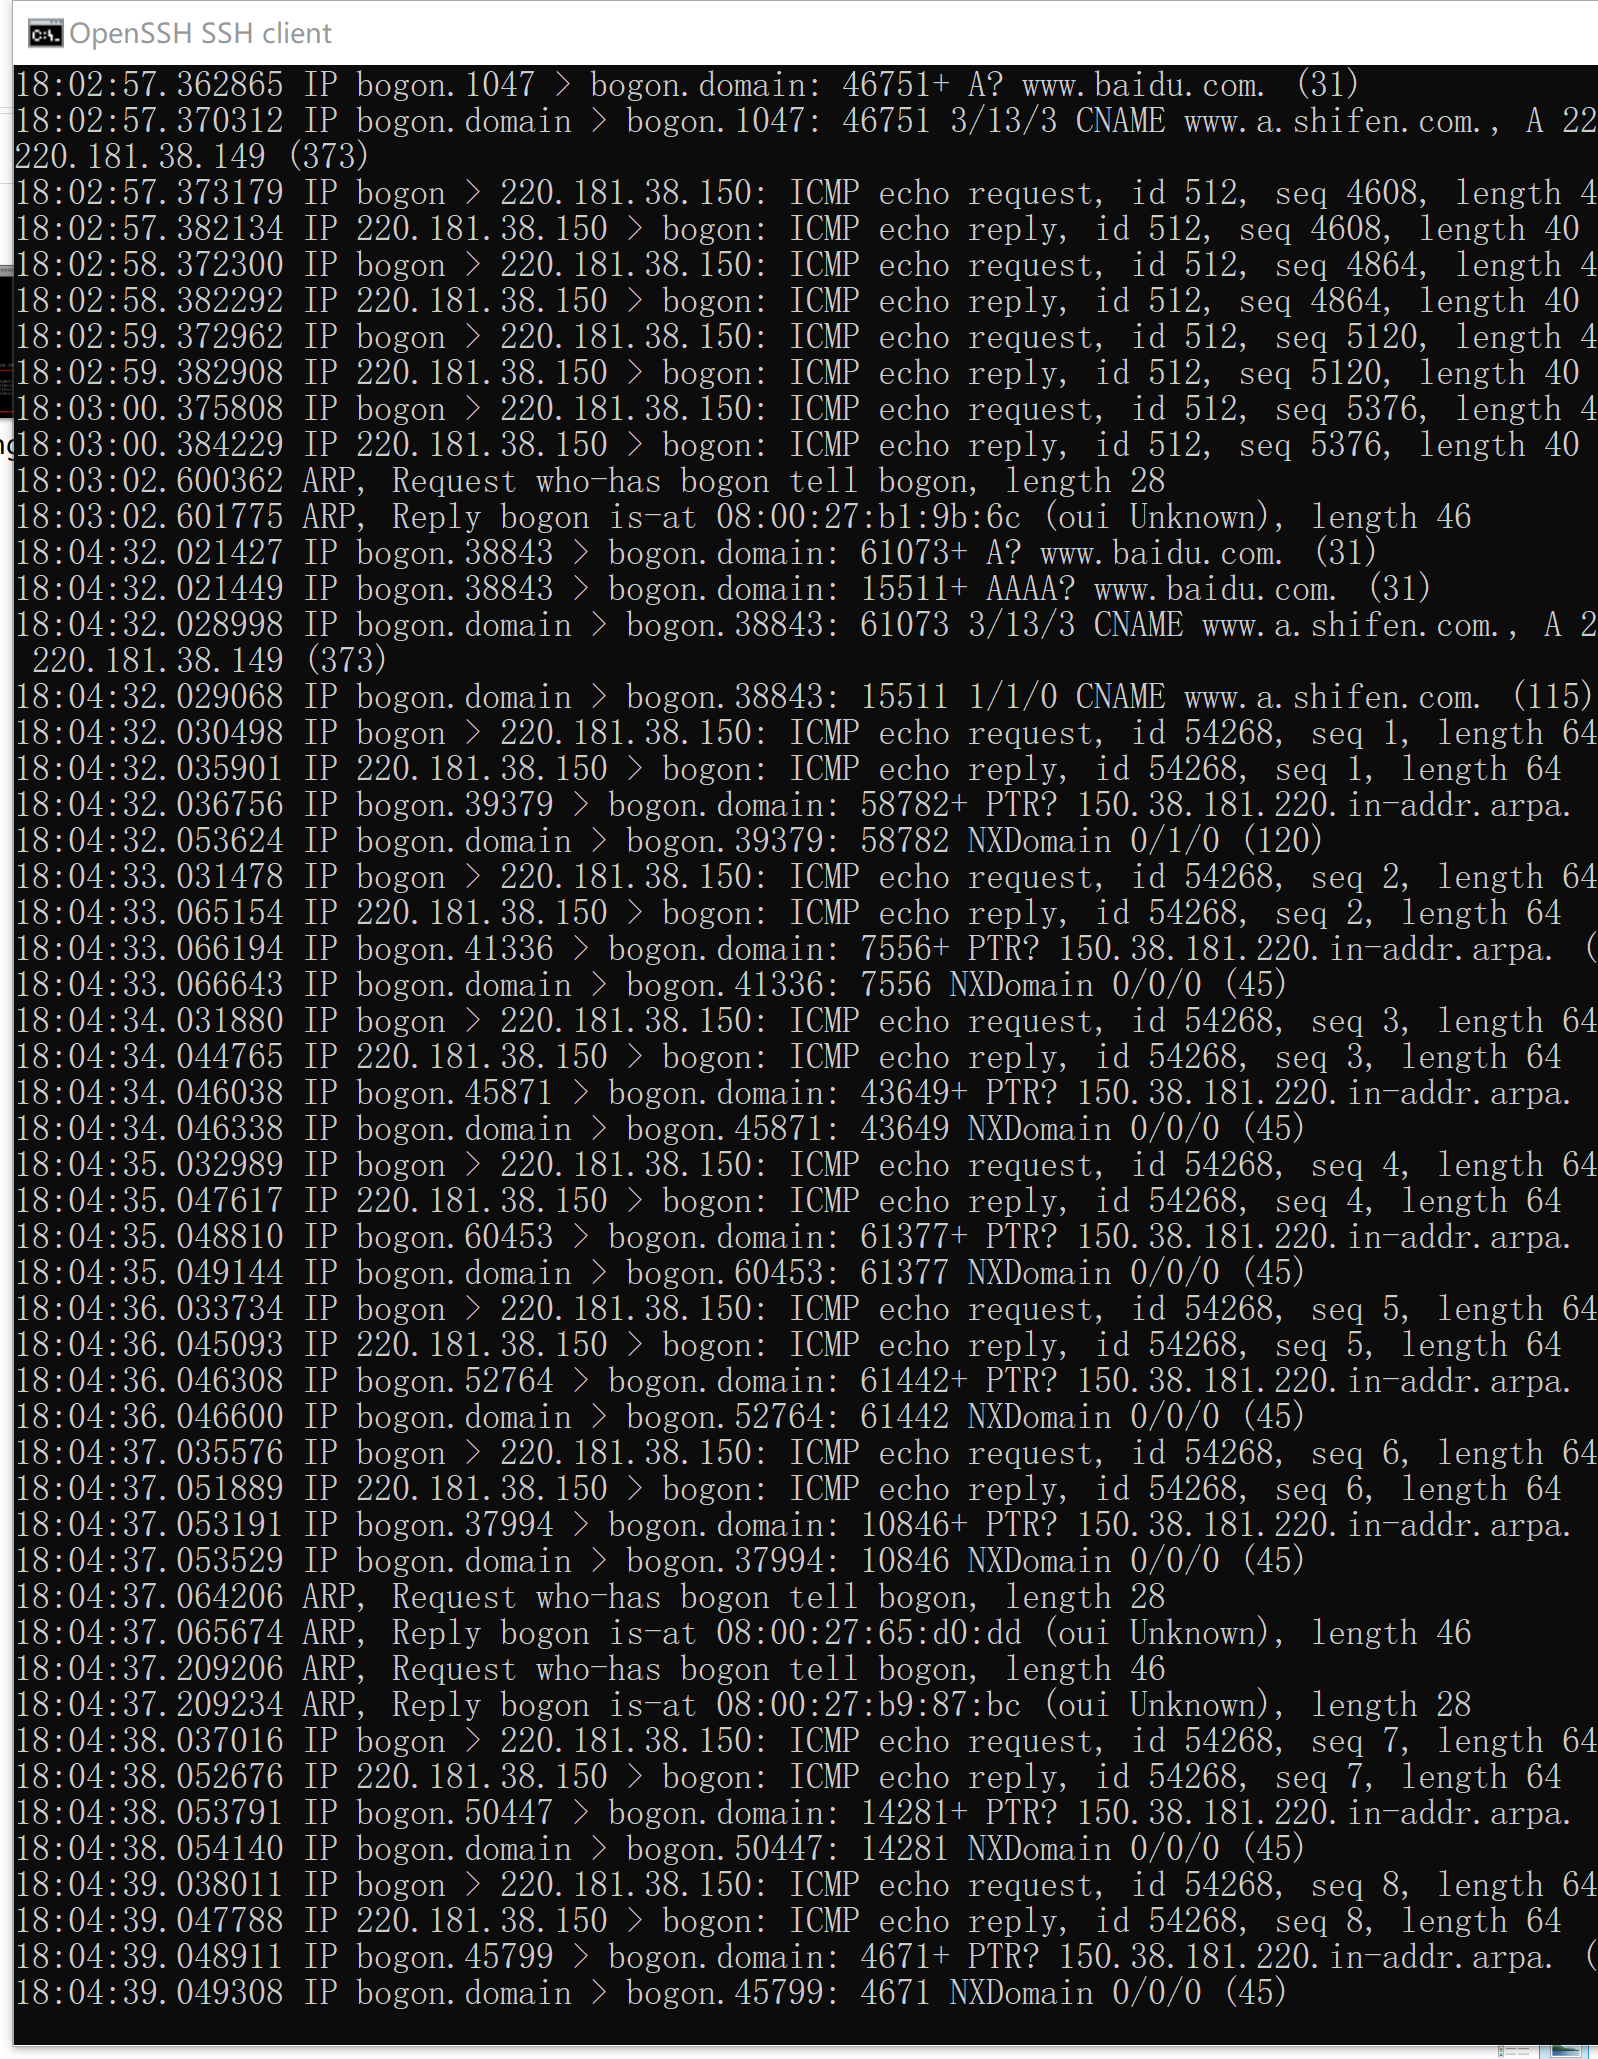 OpenSSH SSH client
18:02:57.362865 IP bogon.1047 > bogon.domain: 46751+ A? www.baidu.com. (31)
18:02:57.370312 IP bogon.domain > bogon.1047: 46751 3/13/3 CNAME www.a.shifen.com., A 22
220.181.38.149 (373)
18:02:57.373179 IP bogon > 220.181.38.150: ICMP echo request, id 512, seq 4608, length 4
18:02:57.382134 IP 220.181.38.150 > bogon: ICMP echo reply, id 512, seq 4608, length 40
18:02:58.372300 IP bogon > 220.181.38.150: ICMP echo request, id 512, seq 4864, length 4
18:02:58.382292 IP 220.181.38.150 > bogon: ICMP echo reply, id 512, seq 4864, length 40
18:02:59.372962 IP bogon > 220.181.38.150: ICMP echo request, id 512, seq 5120, length 4
18:02:59.382908 IP 220.181.38.150 > bogon: ICMP echo reply, id 512, seq 5120, length 40
18:03:00.375808 IP bogon > 220.181.38.150: ICMP echo request, id 512, seq 5376, length 4
18:03:00.384229 IP 220.181.38.150 > bogon: ICMP echo reply, id 512, seq 5376, length 40
18:03:02.600362 ARP, Request who-has bogon tell bogon, length 28
18:03:02.601775 ARP, Reply bogon is-at 08:00:27:b1:9b:6c (oui Unknown), length 46
18:04:32.021427 IP bogon.38843 > bogon.domain: 61073+ A? www.baidu.com. (31)
18:04:32.021449 IP bogon.38843 > bogon.domain: 15511+ AAAA? www.baidu.com. (31)
18:04:32.028998 IP bogon.domain > bogon.38843: 61073 3/13/3 CNAME www.a.shifen.com., A 2
220.181.38.149 (373)
18:04:32.029068 IP bogon.domain > bogon.38843: 15511 1/1/0 CNAME www.a.shifen.com. (115)
18:04:32.030498 IP bogon > 220.181.38.150: ICMP echo request, id 54268, seq 1, length 64
18:04:32.035901 IP 220.181.38.150 > bogon: ICMP echo reply, id 54268, seq 1, length 64
18:04:32.036756 IP bogon.39379 > bogon.domain: 58782+ PTR? 150.38.181.220.in-addr.arpa.
18:04:32.053624 IP bogon.domain > bogon.39379: 58782 NXDomain 0/1/0 (120)
18:04:33.031478 IP bogon > 220.181.38.150: ICMP echo request, id 54268, seq 2, length 64
18:04:33.065154 IP 220.181.38.150 > bogon: ICMP echo reply, id 54268, seq 2, length 64
18:04:33.066194 IP bogon.41336 > bogon.domain: 7556+ PTR? 150.38.181.220.in-addr.arpa. (
18:04:33.066643 IP bogon.domain > bogon.41336: 7556 NXDomain 0/0/0 (45)
18:04:34.031880 IP bogon > 220.181.38.150: ICMP echo request, id 54268, seq 3, length 64
18:04:34.044765 IP 220.181.38.150 > bogon: ICMP echo reply, id 54268, seq 3, length 64
18:04:34.046038 IP bogon.45871 > bogon.domain: 43649+ PTR? 150.38.181.220.in-addr.arpa.
18:04:34.046338 IP bogon.domain > bogon.45871: 43649 NXDomain 0/0/0 (45)
18:04:35.032989 IP bogon > 220.181.38.150: ICMP echo request, id 54268, seq 4, length 64
18:04:35.047617 IP 220.181.38.150 > bogon: ICMP echo reply, id 54268, seq 4, length 64
18:04:35.048810 IP bogon.60453 > bogon.domain: 61377+ PTR? 150.38.181.220.in-addr.arpa.
18:04:35.049144 IP bogon.domain > bogon.60453: 61377 NXDomain 0/0/0 (45)
18:04:36.033734 IP bogon > 220.181.38.150: ICMP echo request, id 54268, seq 5, length 64
18:04:36.045093 IP 220.181.38.150 > bogon: ICMP echo reply, id 54268, seq 5, length 64
18:04:36.046308 IP bogon.52764 > bogon.domain: 61442+ PTR? 150.38.181.220.in-addr.arpa.
18:04:36.046600 IP bogon.domain > bogon.52764: 61442 NXDomain 0/0/0 (45)
18:04:37.035576 IP bogon > 220.181.38.150: ICMP echo request, id 54268, seq 6, length 64
18:04:37.051889 IP 220.181.38.150 > bogon: ICMP echo reply, id 54268, seq 6, length 64
18:04:37.053191 IP bogon.37994 > bogon.domain: 10846+ PTR? 150.38.181.220.in-addr.arpa.
18:04:37.053529 IP bogon.domain > bogon.37994: 10846 NXDomain 0/0/0 (45)
18:04:37.064206 ARP, Request who-has bogon tell bogon, length 28
18:04:37.065674 ARP, Reply bogon is-at 08:00:27:65:d0:dd (oui Unknown), length 46
18:04:37.209206 ARP, Request who-has bogon tell bogon, length 46
18:04:37.209234 ARP, Reply bogon is-at 08:00:27:b9:87:bc (oui Unknown), length 28
18:04:38.037016 IP bogon > 220.181.38.150: ICMP echo request, id 54268, seq 7, length 64
18:04:38.052676 IP 220.181.38.150 > bogon: ICMP echo reply, id 54268, seq 7, length 64
18:04:38.053791 IP bogon.50447 > bogon.domain: 14281+ PTR? 150.38.181.220.in-addr.arpa.
18:04:38.054140 IP bogon.domain > bogon.50447: 14281 NXDomain 0/0/0 (45)
18:04:39.038011 IP bogon > 220.181.38.150: ICMP echo request, id 54268, seq 8, length 64
18:04:39.047788 IP 220.181.38.150 > bogon: ICMP echo reply, id 54268, seq 8, length 64
18:04:39.048911 IP bogon.45799 > bogon.domain: 4671+ PTR? 150.38.181.220.in-addr.arpa. (
18:04:39.049308 IP bogon.domain > bogon.45799: 4671 NXDomain 0/0/0 (45)